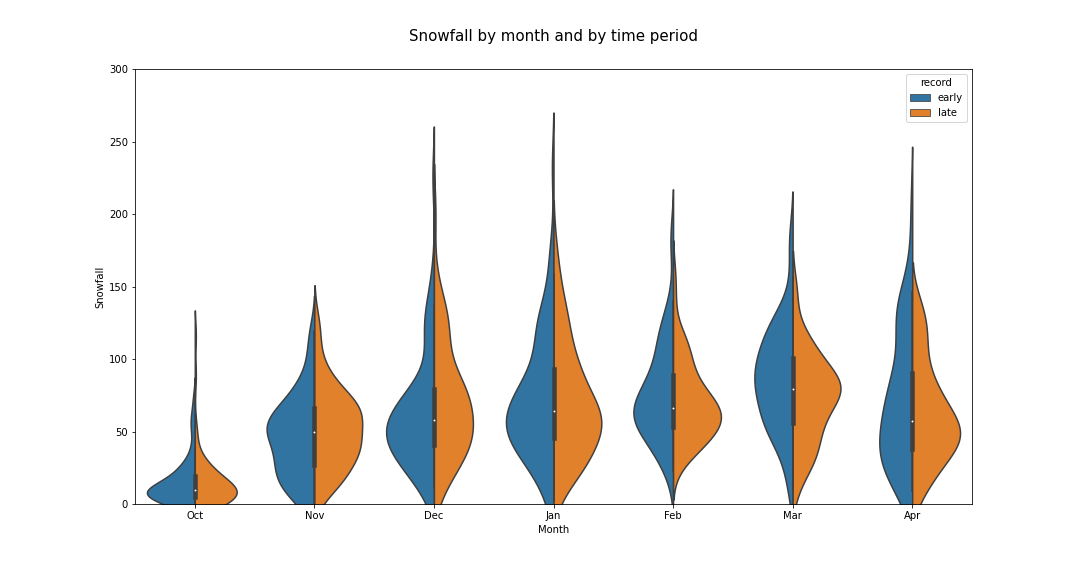 Snowfall by month and by time period
300
250
200
150
100
50
0
Snowfall
record
early
late
Oct Nov Dec Jan Feb Mar Apr
Month